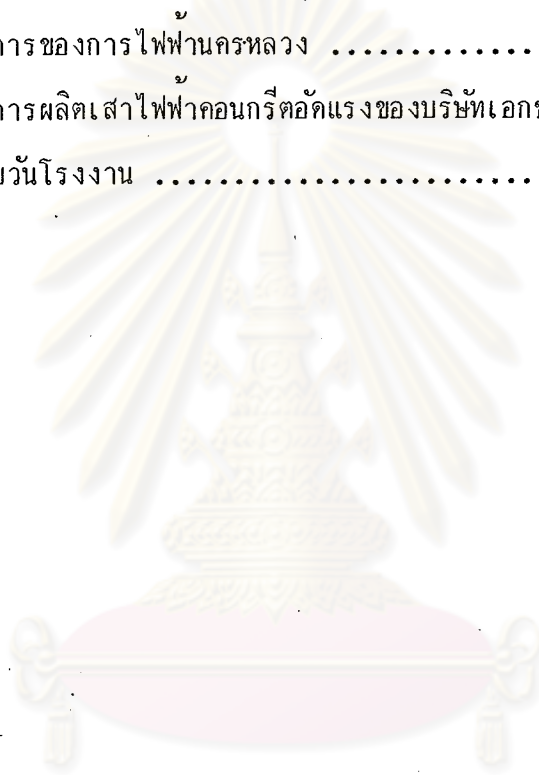 การของการไฟฟ้านครหลวง ..............
การผลิตเสาไฟฟ้าคอนกรีตอัดแรงของบริษัทเอกช
วันโรงงาน ..........................